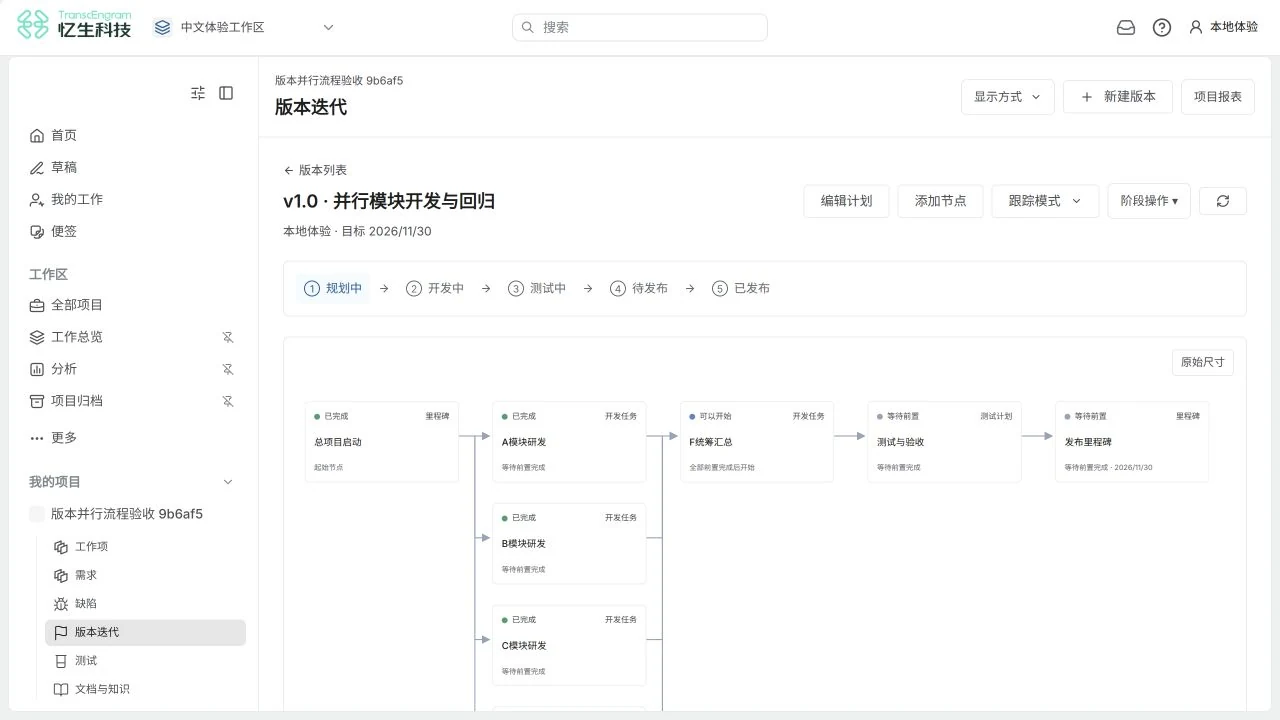 TranscEngram
忆生科技
中文体验工作区
搜索
本地体验
首页
草稿
我的工作
便签
工作区
全部项目
工作总览
分析
项目归档
更多
我的项目
版本并行流程验收 9b6af5
工作项
需求
缺陷
版本迭代
测试
文档与知识
版本并行流程验收 9b6af5
版本迭代
显示方式
新建版本
项目报表
版本列表
v1.0 · 并行模块开发与回归
本地体验 · 目标 2026/11/30
编辑计划
添加节点
跟踪模式
阶段操作 ▾
1 规划中 → 2 开发中 → 3 测试中 → 4 待发布 → 5 已发布
原始尺寸
已完成 里程碑
总项目启动
起始节点
已完成 开发任务
A模块研发
等待前置完成
可以开始 开发任务
F统筹汇总
全部前置完成后开始
等待前置 测试计划
测试与验收
等待前置完成
等待前置 里程碑
发布里程碑
等待前置完成 · 2026/11/30
已完成 开发任务
B模块研发
等待前置完成
已完成 开发任务
C模块研发
等待前置完成